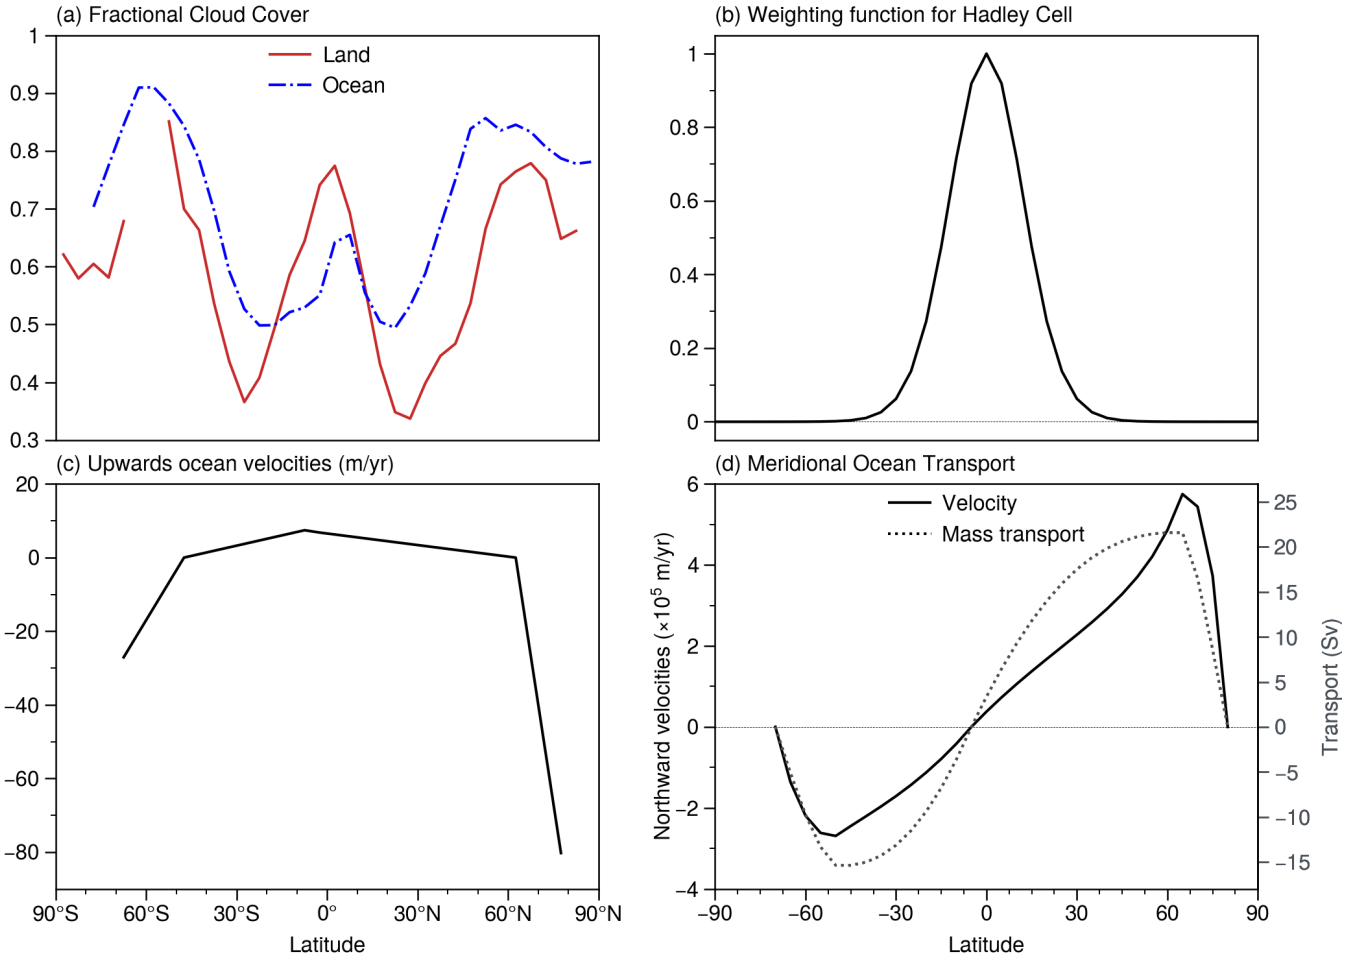 (a) Fractional Cloud Cover
Land
Ocean
1
0.9
0.8
0.7
0.6
0.5
0.4
0.3
(b) Weighting function for Hadley Cell
1
0.8
0.6
0.4
0.2
0
(c) Upwards ocean velocities (m/yr)
20
0
−20
−40
−60
−80
90°S 60°S 30°S 0° 30°N 60°N 90°N
Latitude
(d) Meridional Ocean Transport
Velocity
Mass transport
Northward velocities (×10⁵ m/yr)
6
4
2
0
−2
−4
25
20
15
10
5
0
−5
−10
−15
Transport (Sv)
−90 −60 −30 0 30 60 90
Latitude